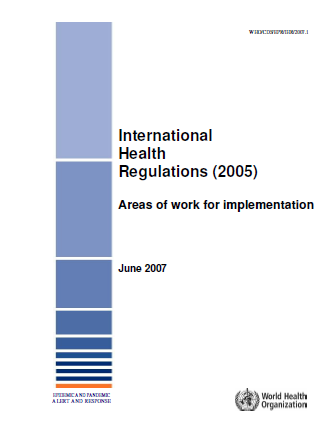 WHO/CDS/EPR/IHR/2007.1
International
Health
Regulations (2005)
Areas of work for implementation
June 2007
EPIDEMIC AND PANDEMIC
ALERT AND RESPONSE
World Health
Organization